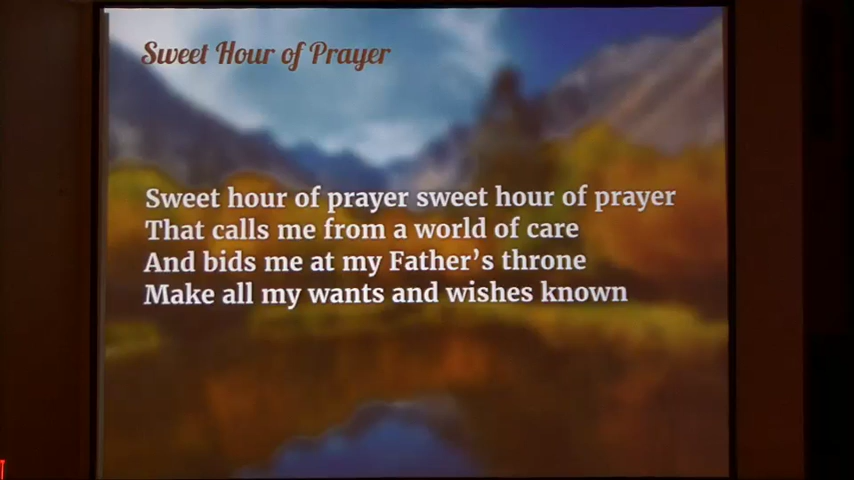 Sweet Hour of Prayer
Sweet hour of prayer sweet hour of prayer
That calls me from a world of care
And bids me at my Father's throne
Make all my wants and wishes known